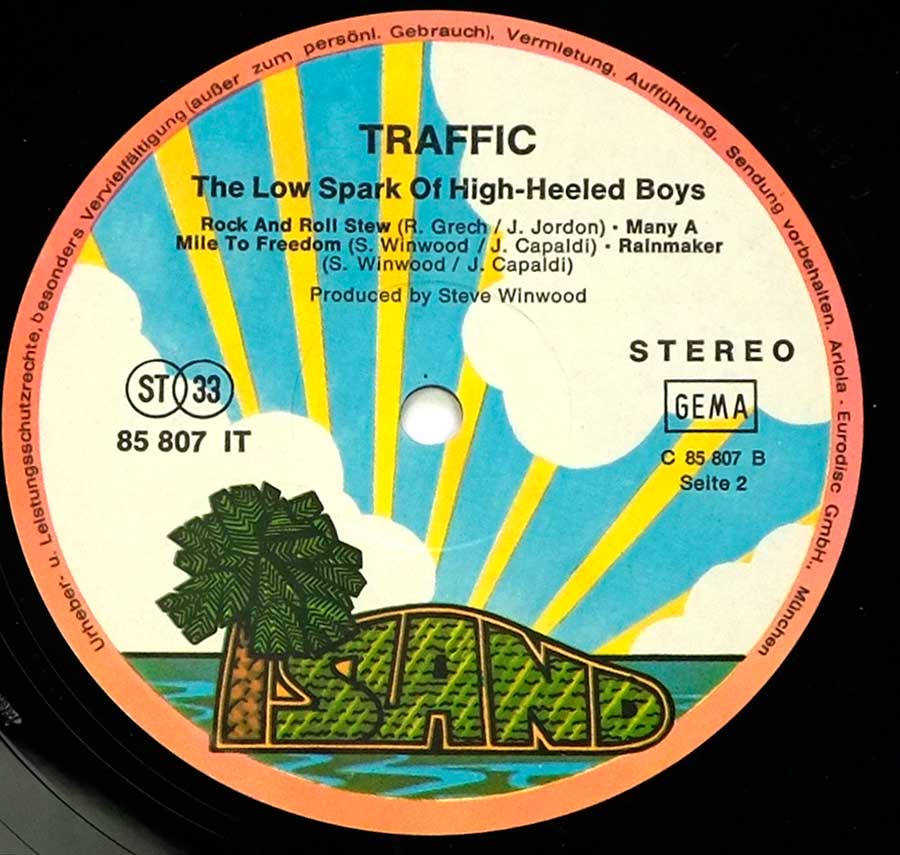 Urheber- u. Leistungsschutzrechte, besonders Vervielfältigung (außer zum persönl. Gebrauch), Vermietung, Aufführung, Sendung vorbehalten. Ariola · Eurodisc GmbH., München
TRAFFIC
The Low Spark Of High-Heeled Boys
Rock And Roll Stew (R. Grech / J. Jordon) · Many A
Mile To Freedom (S. Winwood / J. Capaldi) · Rainmaker
(S. Winwood / J. Capaldi)
Produced by Steve Winwood
STEREO
ST 33
GEMA
85 807 IT
C 85 807 B
Seite 2
ISLAND